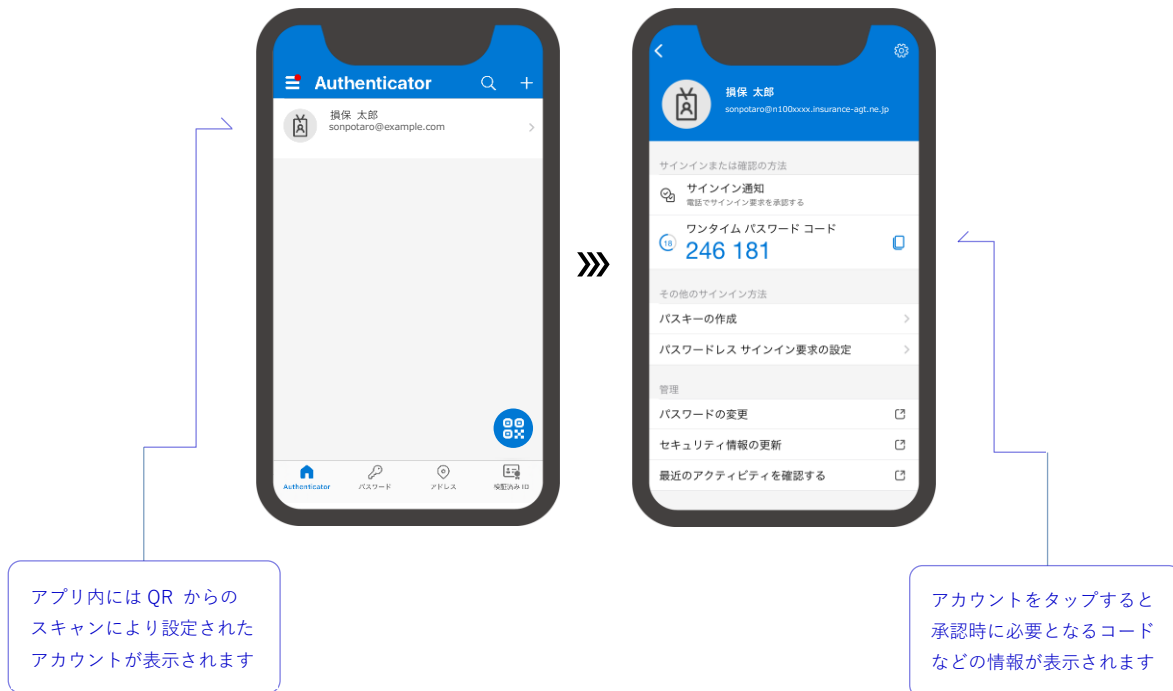 Authenticator
損保 太郎
sonpotaro@example.com
Authenticator
パスワード
アドレス
検証済み ID
損保 太郎
sonpotaro@n100xxxx.insurance-agt.ne.jp
サインインまたは確認の方法
サインイン通知
電話でサインイン要求を承認する
ワンタイム パスワード コード
18
246 181
その他のサインイン方法
パスキーの作成
パスワードレス サインイン要求の設定
管理
パスワードの変更
セキュリティ情報の更新
最近のアクティビティを確認する
アプリ内には QR からの
スキャンにより設定された
アカウントが表示されます
アカウントをタップすると
承認時に必要となるコード
などの情報が表示されます